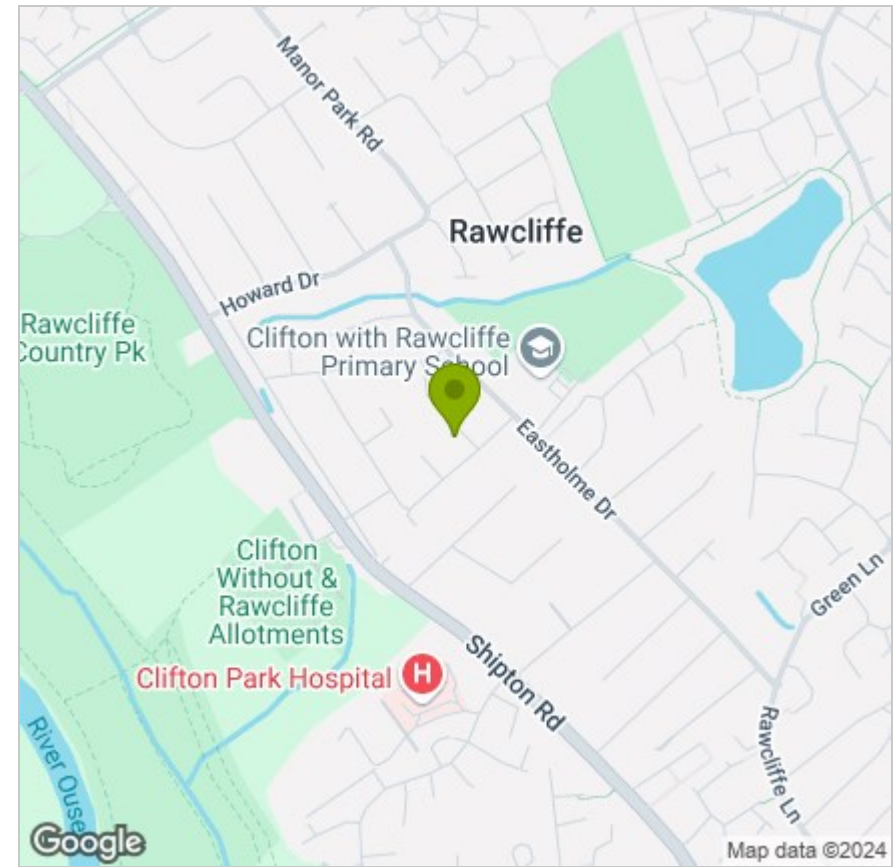 Manor Park Rd
Rawcliffe
Howard Dr
Rawcliffe
Country Pk
Clifton with Rawcliffe
Primary School
Eastholme Dr
Clifton
Without &
Rawcliffe
Allotments
Green Ln
Clifton Park Hospital
H
Shipton Rd
Rawcliffe Ln
River Ouse
Google
Map data ©2024